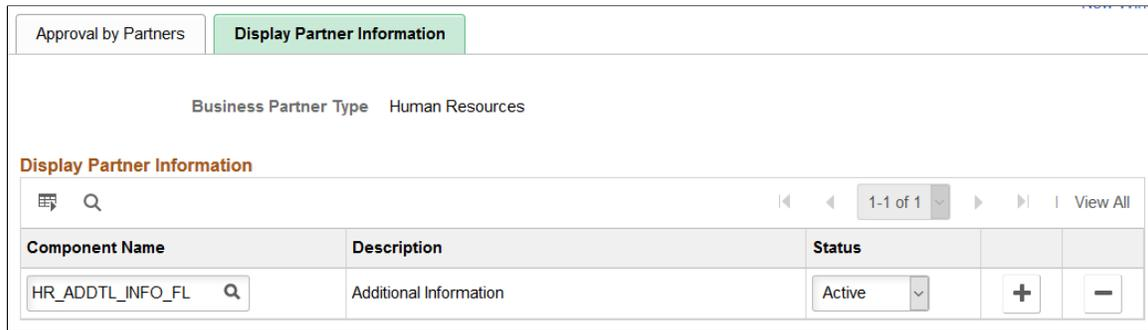 Approval by Partners Display Partner Information
Business Partner Type Human Resources
Display Partner Information
1-1 of 1 View All
Component Name Description Status
HR_ADDTL_INFO_FL Additional Information Active